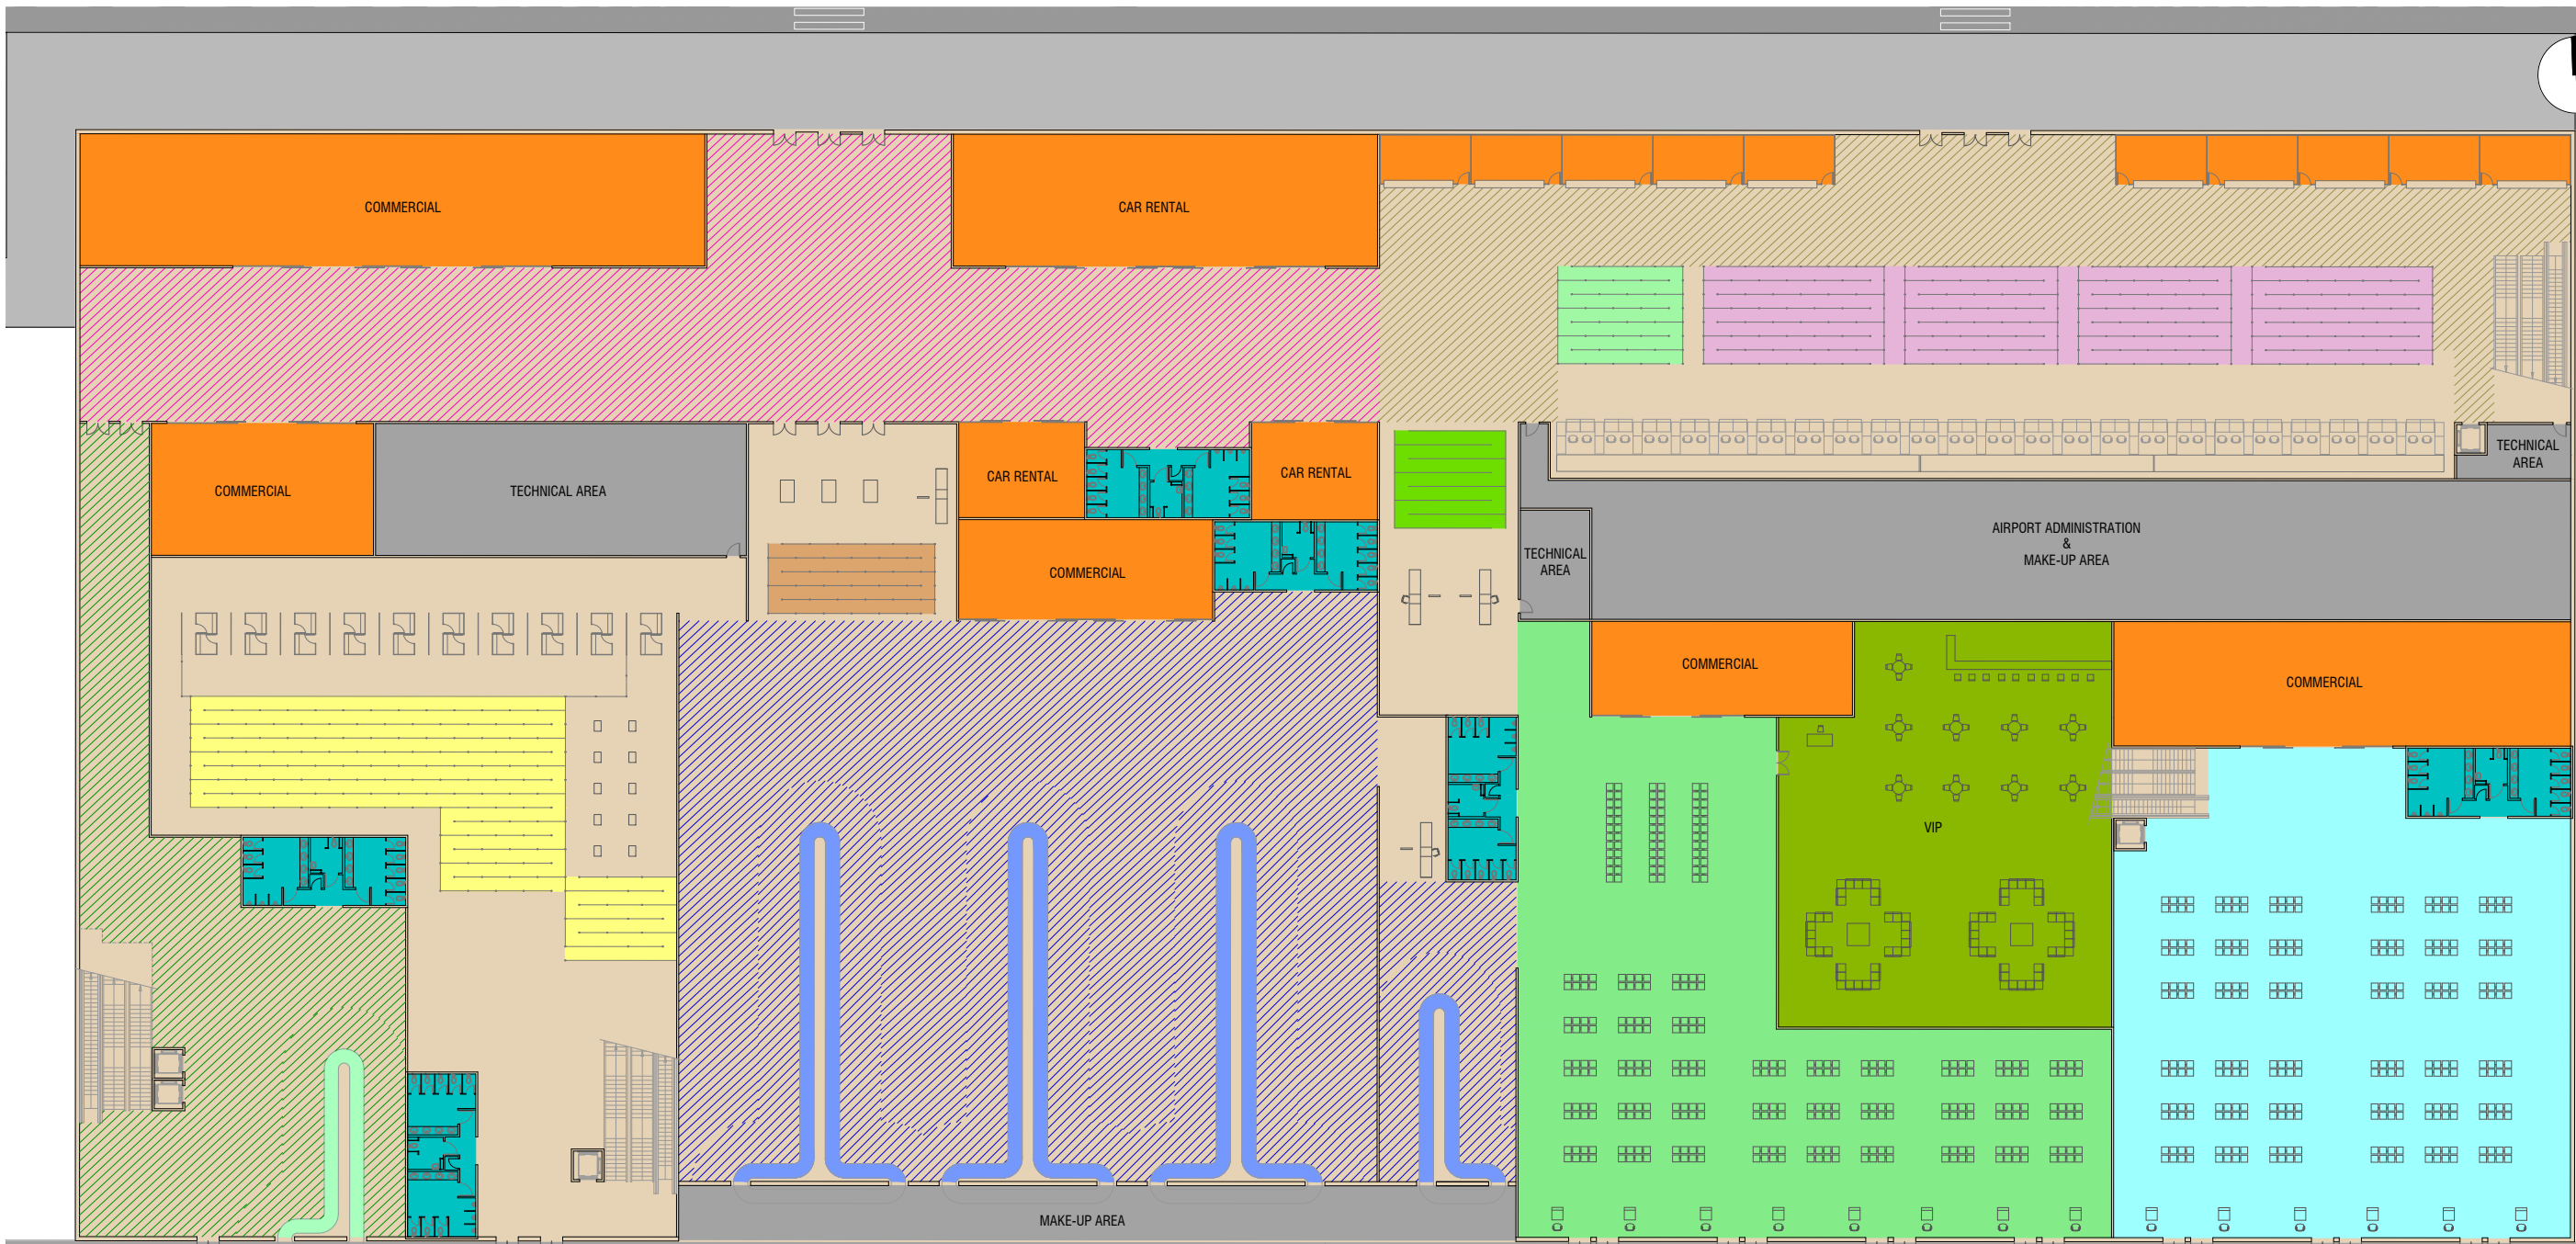 COMMERCIAL
CAR RENTAL
COMMERCIAL
TECHNICAL AREA
CAR RENTAL
CAR RENTAL
TECHNICAL
AREA
AIRPORT ADMINISTRATION
&
MAKE-UP AREA
TECHNICAL
AREA
COMMERCIAL
COMMERCIAL
COMMERCIAL
VIP
MAKE-UP AREA